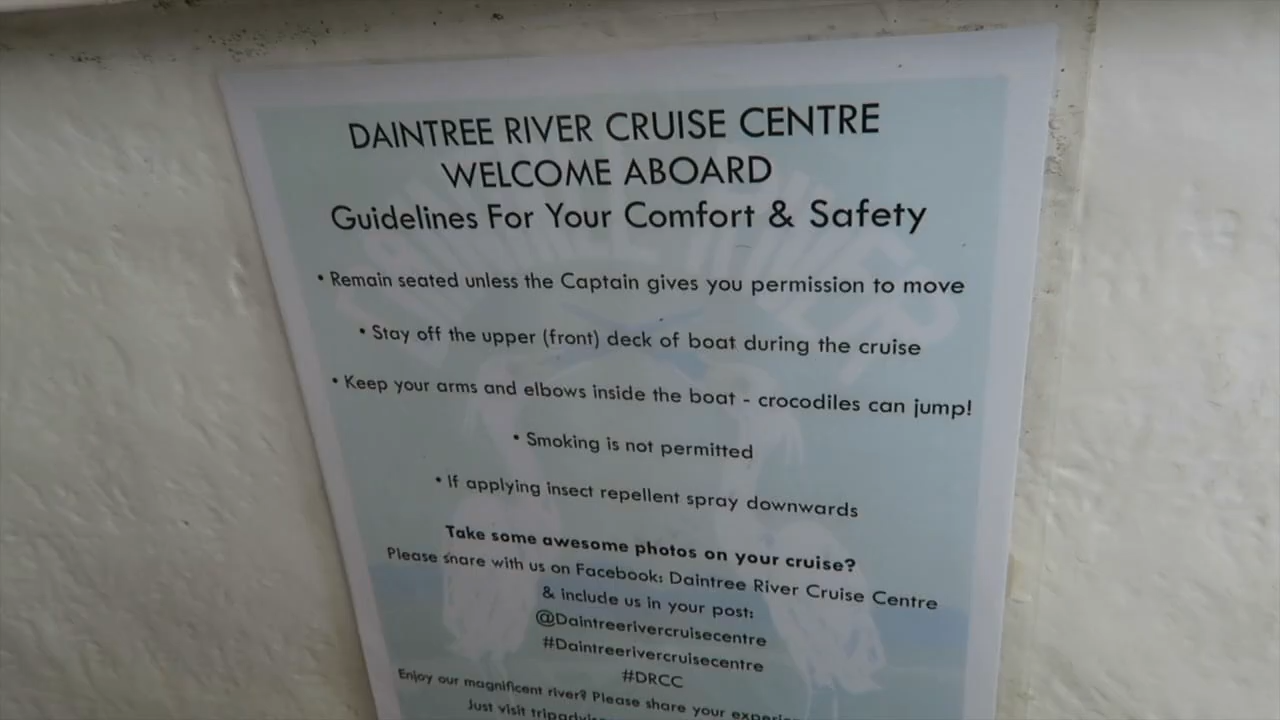 DAINTREE RIVER CRUISE CENTRE
WELCOME ABOARD
Guidelines For Your Comfort & Safety
• Remain seated unless the Captain gives you permission to move
• Stay off the upper (front) deck of boat during the cruise
• Keep your arms and elbows inside the boat - crocodiles can jump!
• Smoking is not permitted
• If applying insect repellent spray downwards
Take some awesome photos on your cruise?
Please share with us on Facebook: Daintree River Cruise Centre
& include us in your post:
@Daintreerivercruisecentre
#Daintreerivercruisecentre
#DRCC
Enjoy our magnificent river? Please share your
Just visit